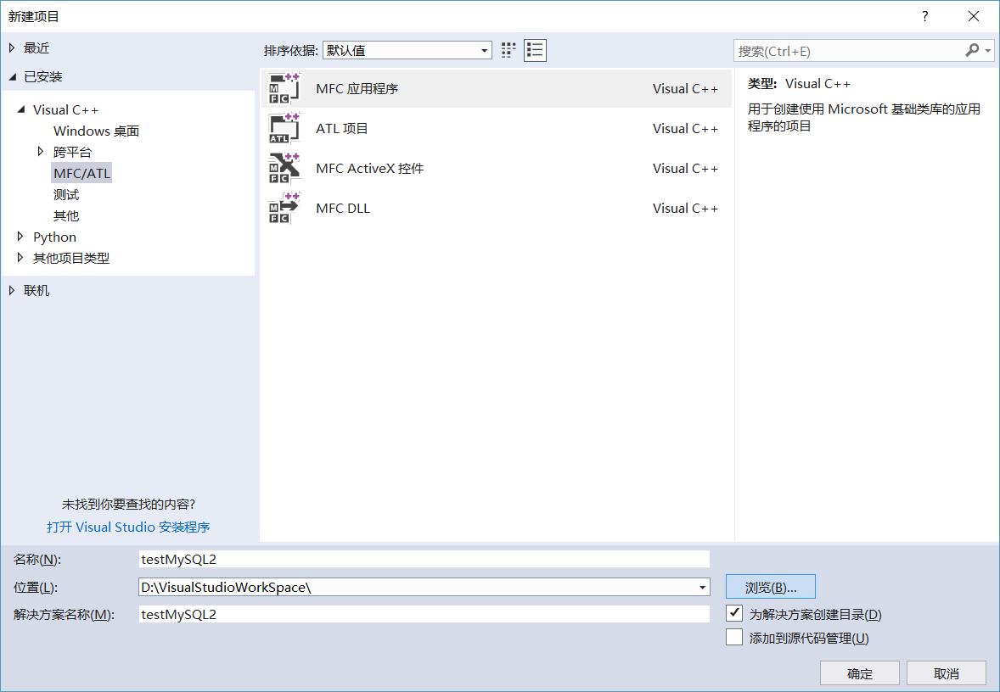 新建项目
?
最近
已安装
Visual C++
Windows 桌面
跨平台
MFC/ATL
测试
其他
Python
其他项目类型
联机
未找到你要查找的内容?
打开 Visual Studio 安装程序
排序依据: 默认值
MFC 应用程序 Visual C++
ATL 项目 Visual C++
MFC ActiveX 控件 Visual C++
MFC DLL Visual C++
搜索(Ctrl+E)
类型: Visual C++
用于创建使用 Microsoft 基础类库的应用
程序的项目
名称(N): testMySQL2
位置(L): D:\VisualStudioWorkSpace\
浏览(B)...
解决方案名称(M): testMySQL2
为解决方案创建目录(D)
添加到源代码管理(U)
确定 取消